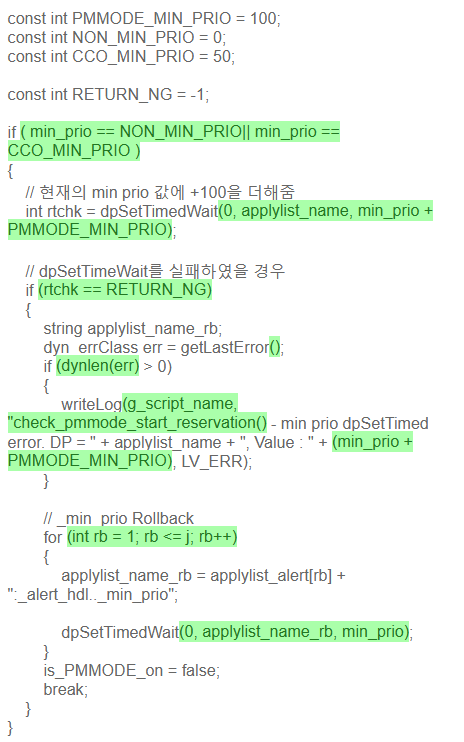 const int PMMODE_MIN_PRIO = 100;
const int NON_MIN_PRIO = 0;
const int CCO_MIN_PRIO = 50;

const int RETURN_NG = -1;

if ( min_prio == NON_MIN_PRIO|| min_prio ==
CCO_MIN_PRIO )
{
    // 현재의 min prio 값에 +100을 더해줌
    int rtchk = dpSetTimedWait(0, applylist_name, min_prio +
PMMODE_MIN_PRIO);

    // dpSetTimeWait를 실패하였을 경우
    if (rtchk == RETURN_NG)
    {
        string applylist_name_rb;
        dyn_errClass err = getLastError();
        if (dynlen(err) > 0)
        {
            writeLog(g_script_name,
"check_pmmode_start_reservation() - min prio dpSetTimed
error. DP = " + applylist_name + ", Value : " + (min_prio +
PMMODE_MIN_PRIO), LV_ERR);
        }

        // _min_prio Rollback
        for (int rb = 1; rb <= j; rb++)
        {
            applylist_name_rb = applylist_alert[rb] +
":_alert_hdl.._min_prio";

            dpSetTimedWait(0, applylist_name_rb, min_prio);
        }
        is_PMMODE_on = false;
        break;
    }
}